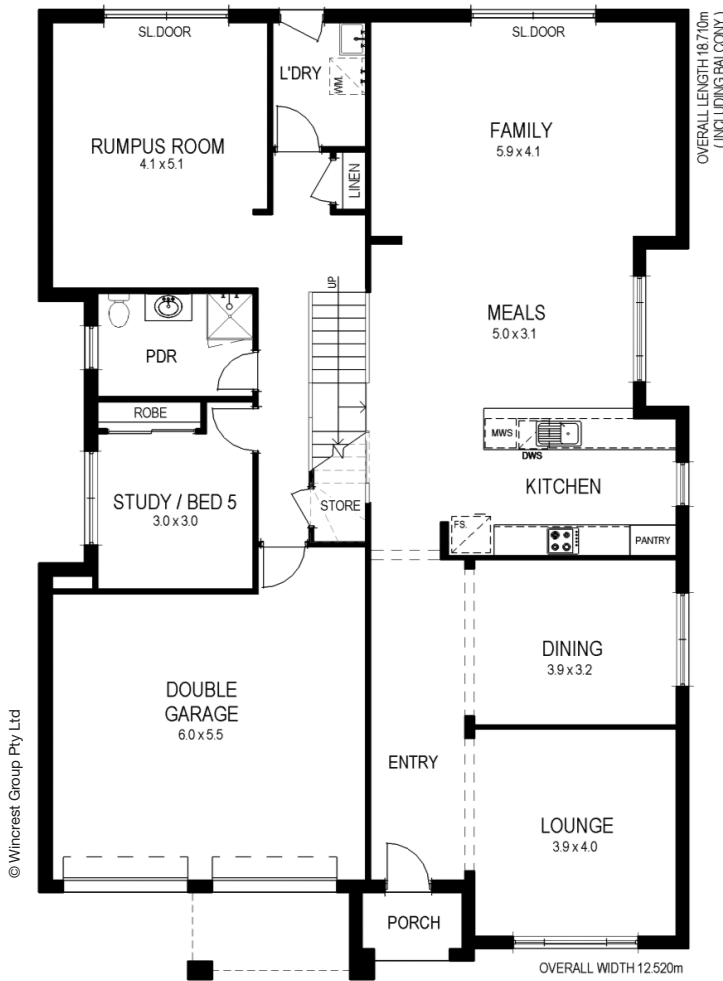 SL.DOOR
SL.DOOR
L'DRY
WM.
RUMPUS ROOM
4.1 x 5.1
FAMILY
5.9 x 4.1
OVERALL LENGTH 18.710m
( INCLUDING BALCONY )
LINEN
UP
MEALS
5.0 x 3.1
PDR
ROBE
MWS
DWS
KITCHEN
STUDY / BED 5
3.0 x 3.0
STORE
FS.
PANTRY
DINING
3.9 x 3.2
DOUBLE
GARAGE
6.0 x 5.5
ENTRY
LOUNGE
3.9 x 4.0
PORCH
© Wincrest Group Pty Ltd
OVERALL WIDTH 12.520m